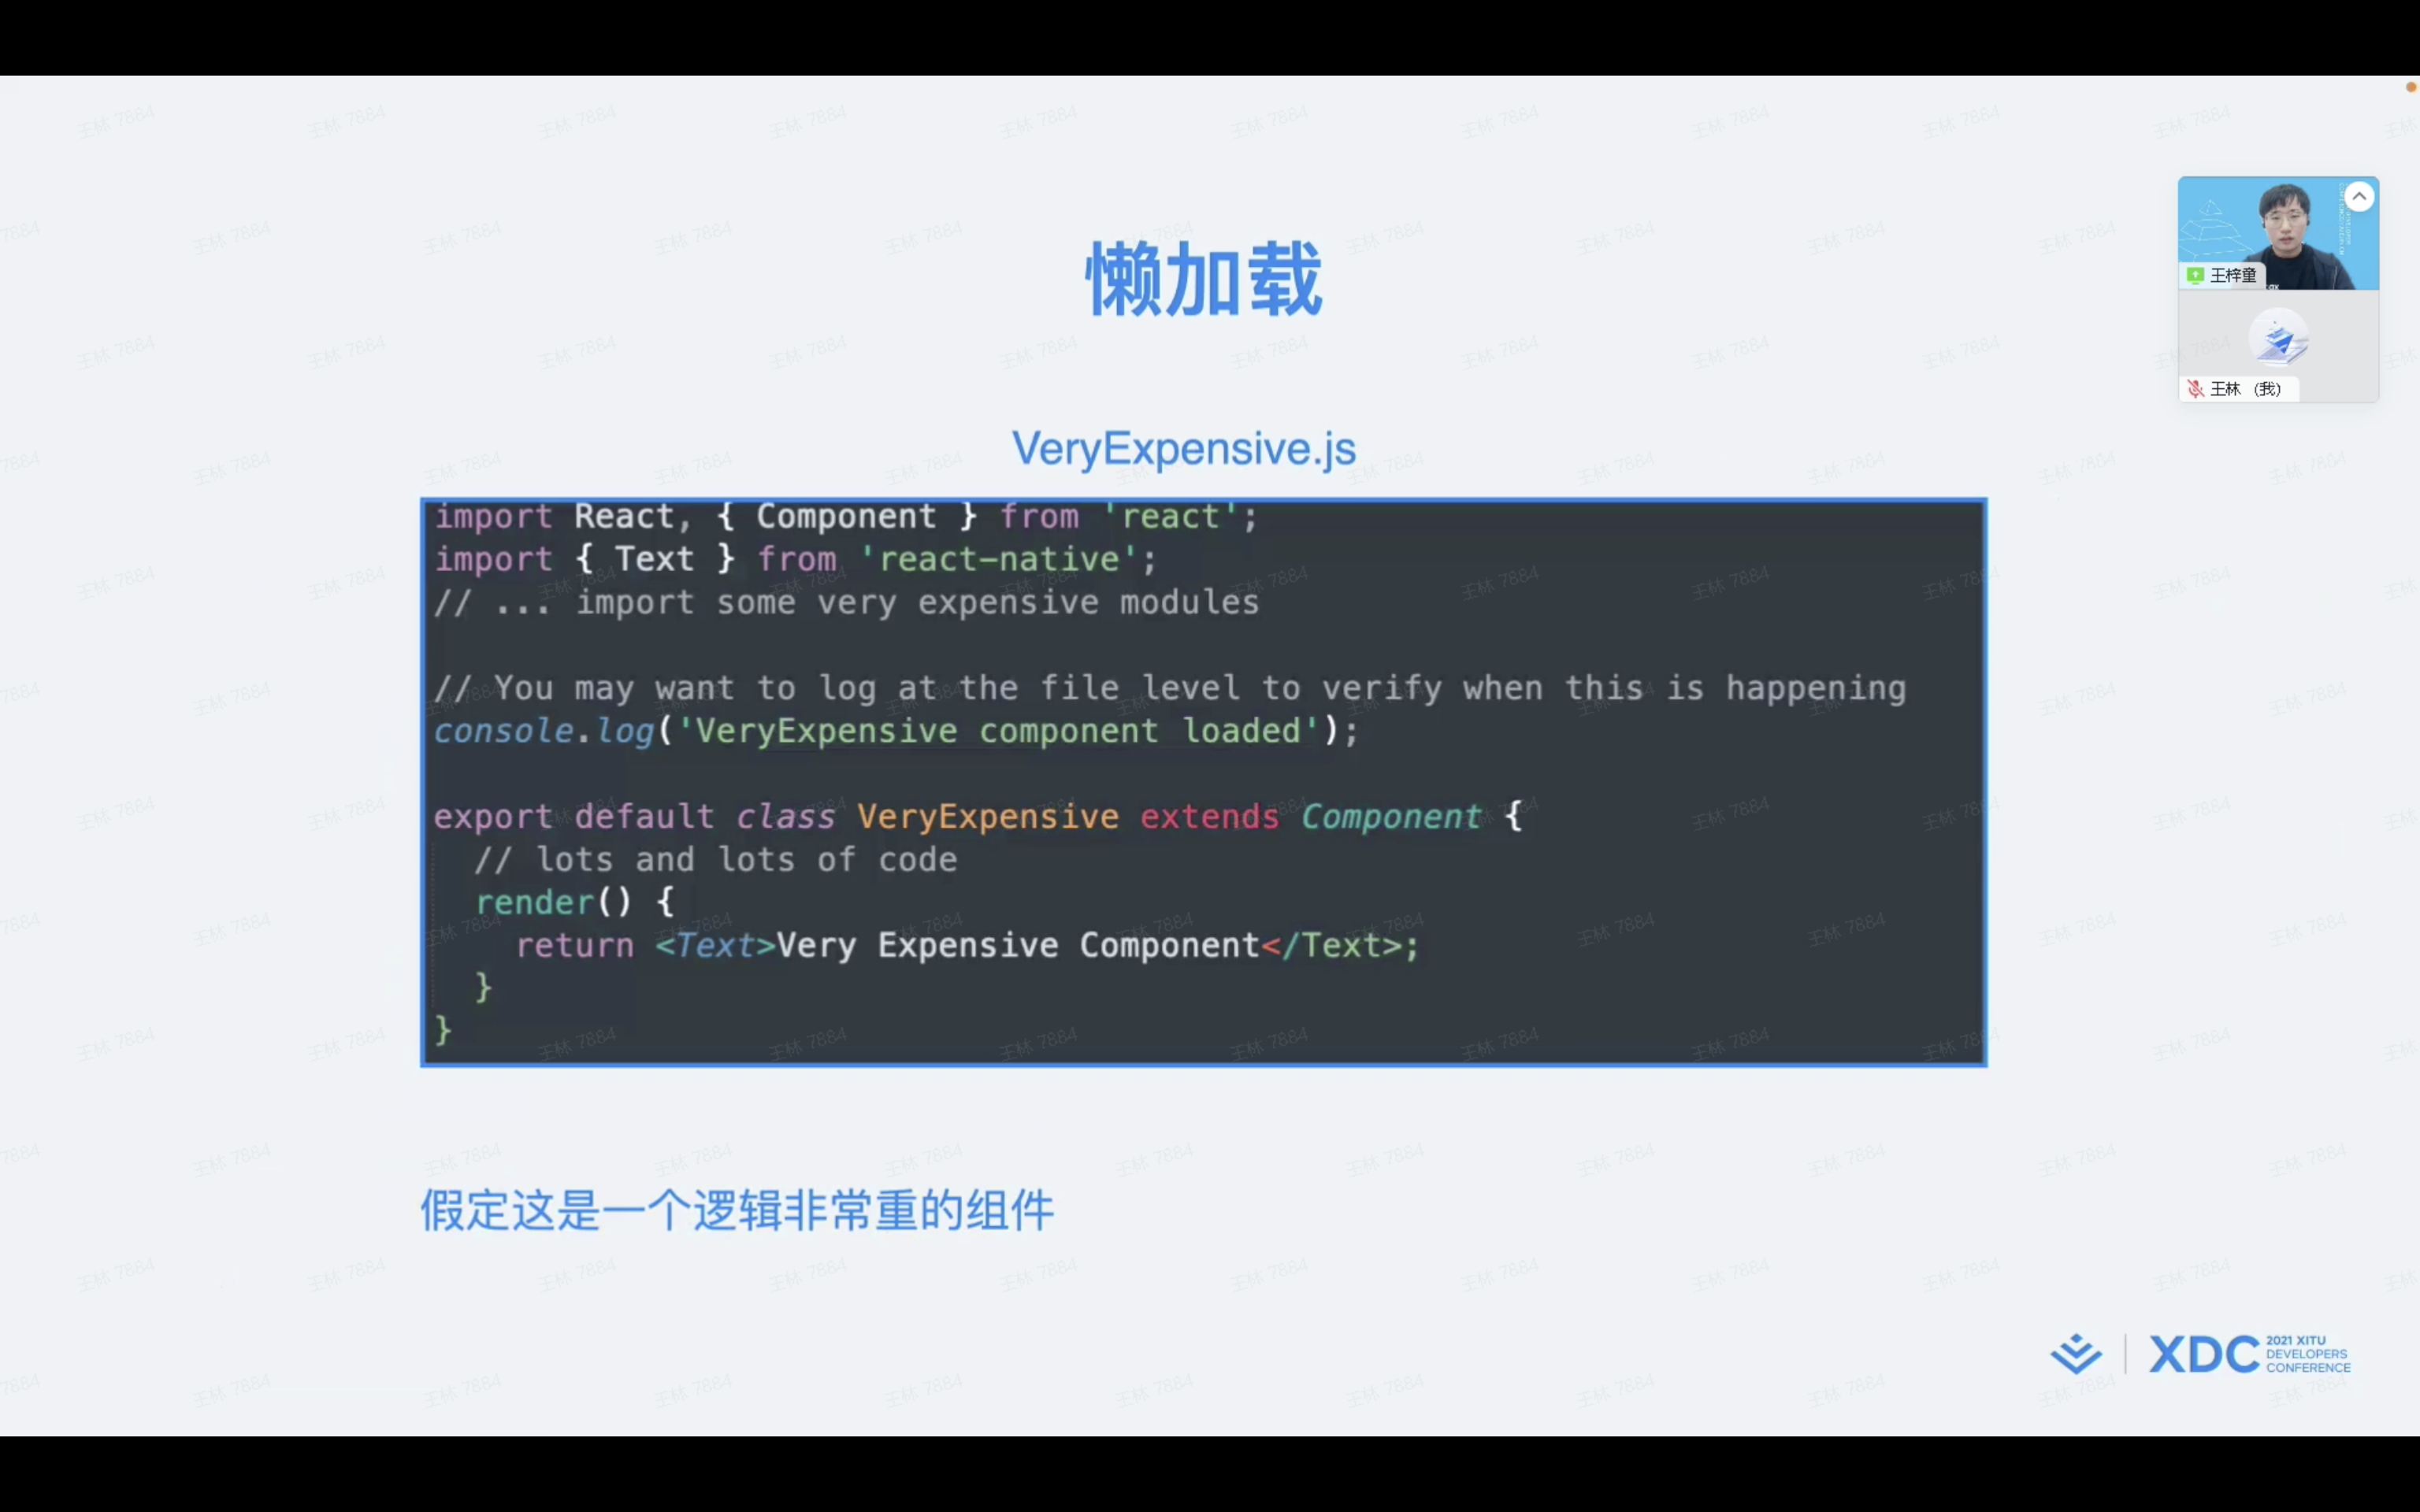 懒加载
VeryExpensive.js
import React, { Component } from 'react';
import { Text } from 'react-native';
// ... import some very expensive modules
// You may want to log at the file level to verify when this is happening
console.log('VeryExpensive component loaded');
export default class VeryExpensive extends Component {
// lots and lots of code
render() {
return <Text>Very Expensive Component</Text>;
}
}
假定这是一个逻辑非常重的组件
王梓童
王林 (我)
XDC
2021 XITU
DEVELOPERS
CONFERENCE
王林 7884